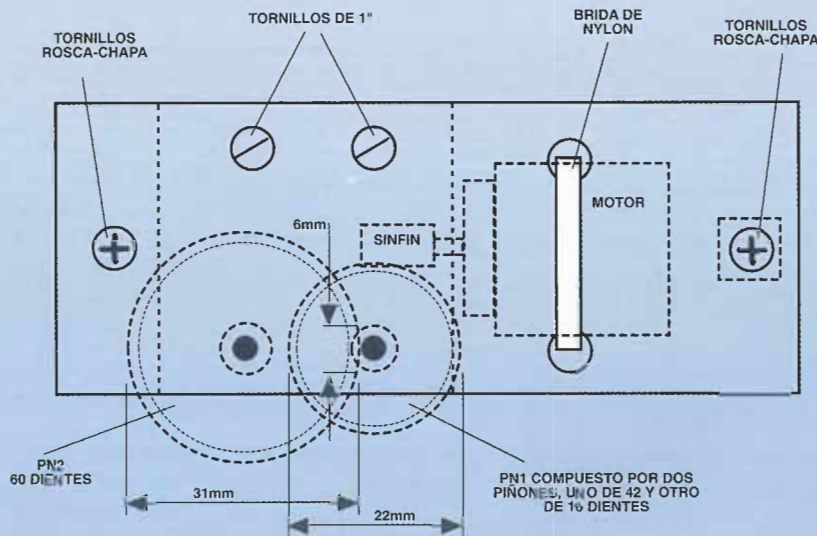 TORNILLOS
ROSCA-CHAPA
TORNILLOS DE 1"
BRIDA DE
NYLON
TORNILLOS
ROSCA-CHAPA
6mm
SINFIN
MOTOR
PN2
60 DIENTES
31mm
22mm
PN1 COMPUESTO POR DOS
PIÑONES, UNO DE 42 Y OTRO
DE 16 DIENTES